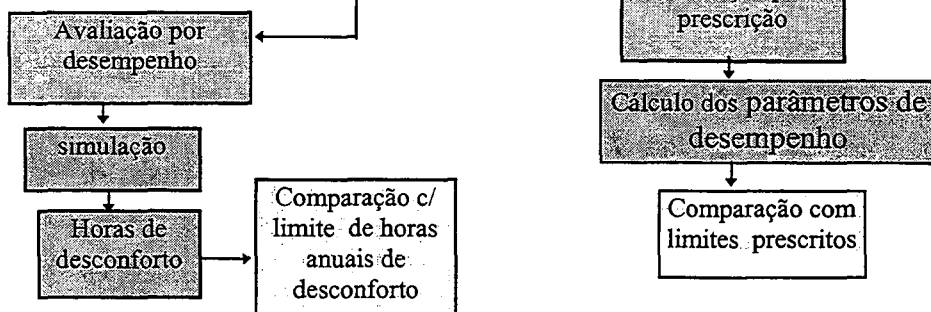 Avaliação por
desempenho
simulação
Horas de
desconforto
Comparação c/
limite de horas
anuais de
desconforto
prescrição
Cálculo dos parâmetros de
desempenho
Comparação com
limites prescritos